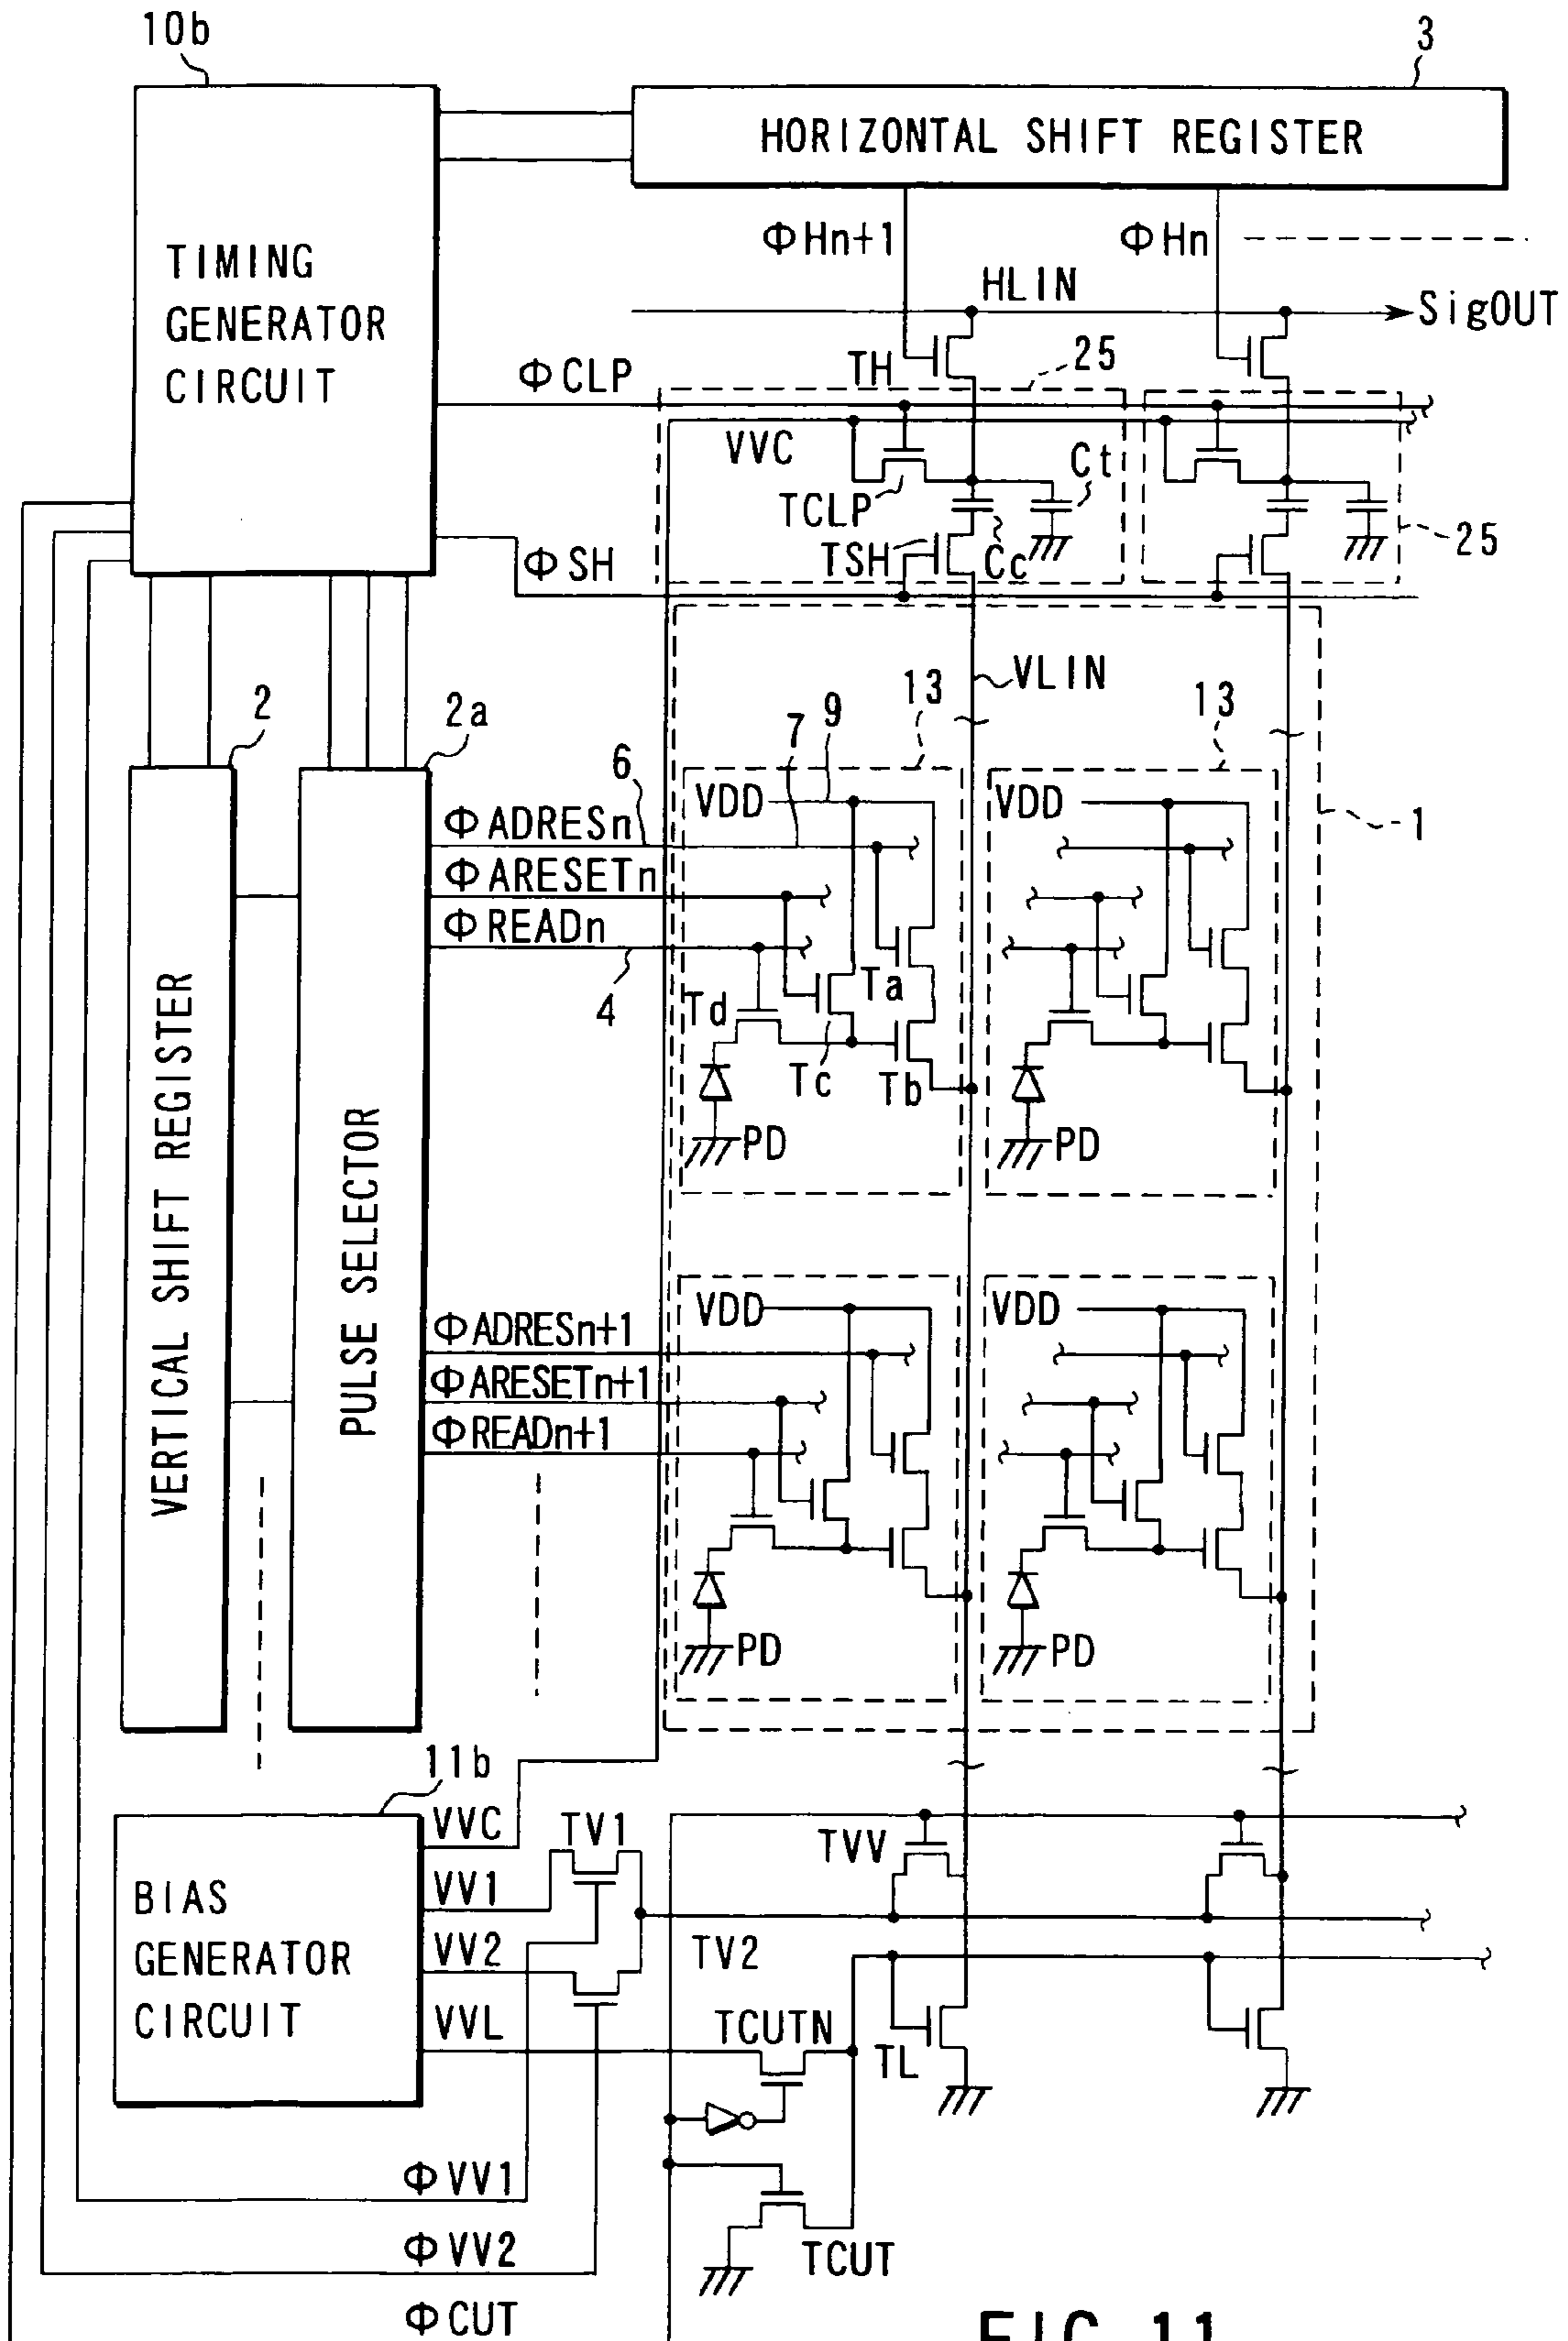 10b
3
HORIZONTAL SHIFT REGISTER
TIMING
GENERATOR
CIRCUIT
ΦHn+1
ΦHn
HLIN
SigOUT
TH
25
ΦCLP
VVC
Ct
TCLP
TSH
Cc
25
ΦSH
VLIN
13
13
2
2a
6
7
9
1
VDD
VDD
ΦADRESn
ΦARESETn
ΦREADn
4
Td
Ta
Tc
Tb
PD
PD
VERTICAL SHIFT REGISTER
PULSE SELECTOR
VDD
VDD
ΦADRESn+1
ΦARESETn+1
ΦREADn+1
PD
PD
11b
BIAS
GENERATOR
CIRCUIT
VVC
TV1
TVV
VV1
VV2
TV2
VVL
TCUTN
TL
ΦVV1
ΦVV2
TCUT
ΦCUT
FIG. 11